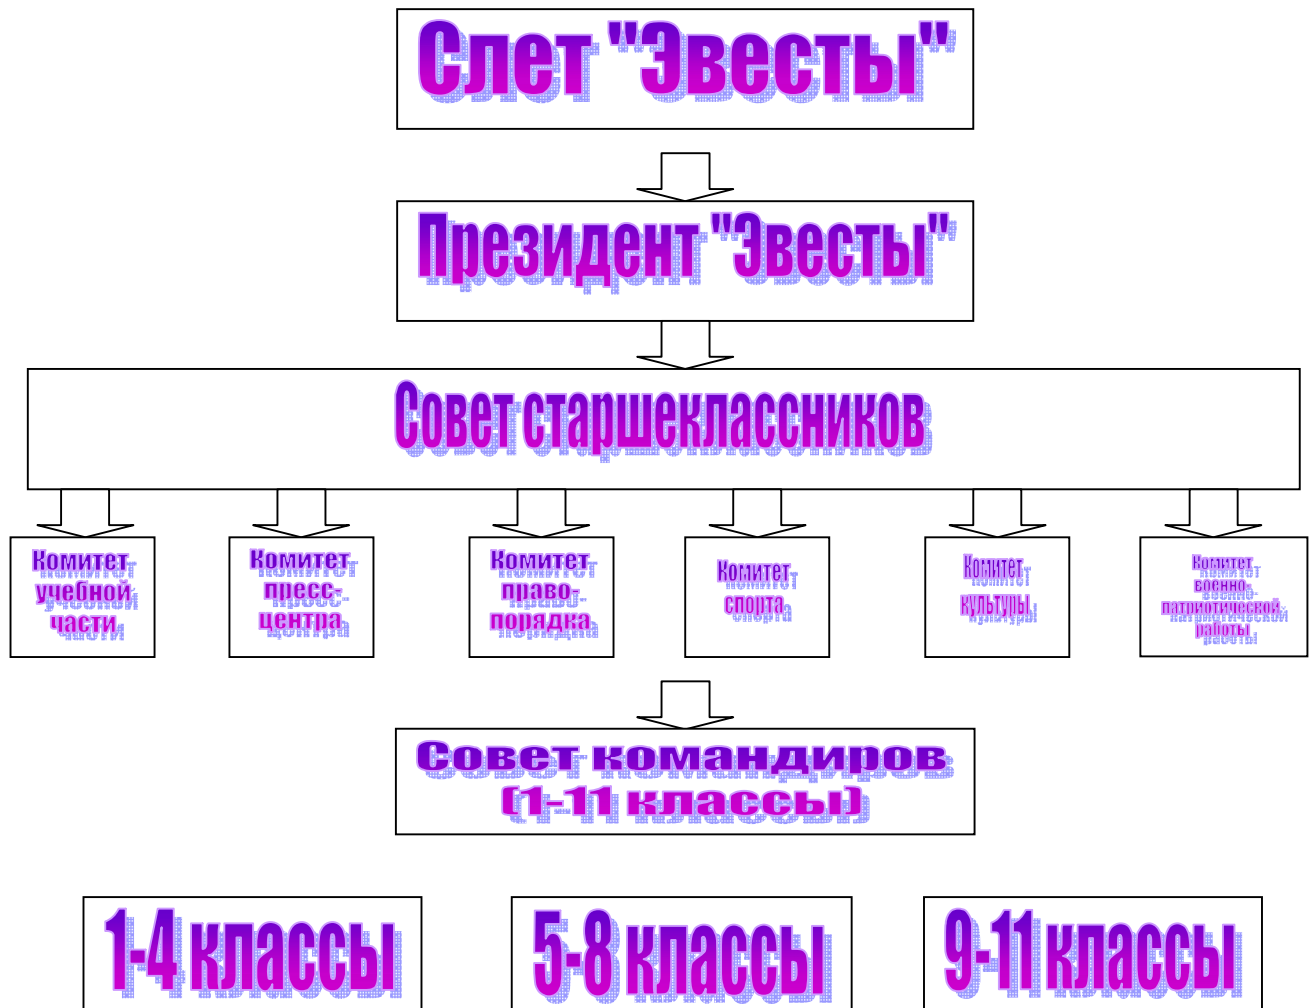 Слет "Эвесты"
Президент "Эвесты"
Совет старшеклассников
Комитет
учебной
части
Комитет
пресс-
центра
Комитет
право-
порядка
Комитет
спорта
Комитет
культуры
Комитет
военно-
патриотической
работы
Совет командиров
(1-11 классы)
1-4 классы
5-8 классы
9-11 классы